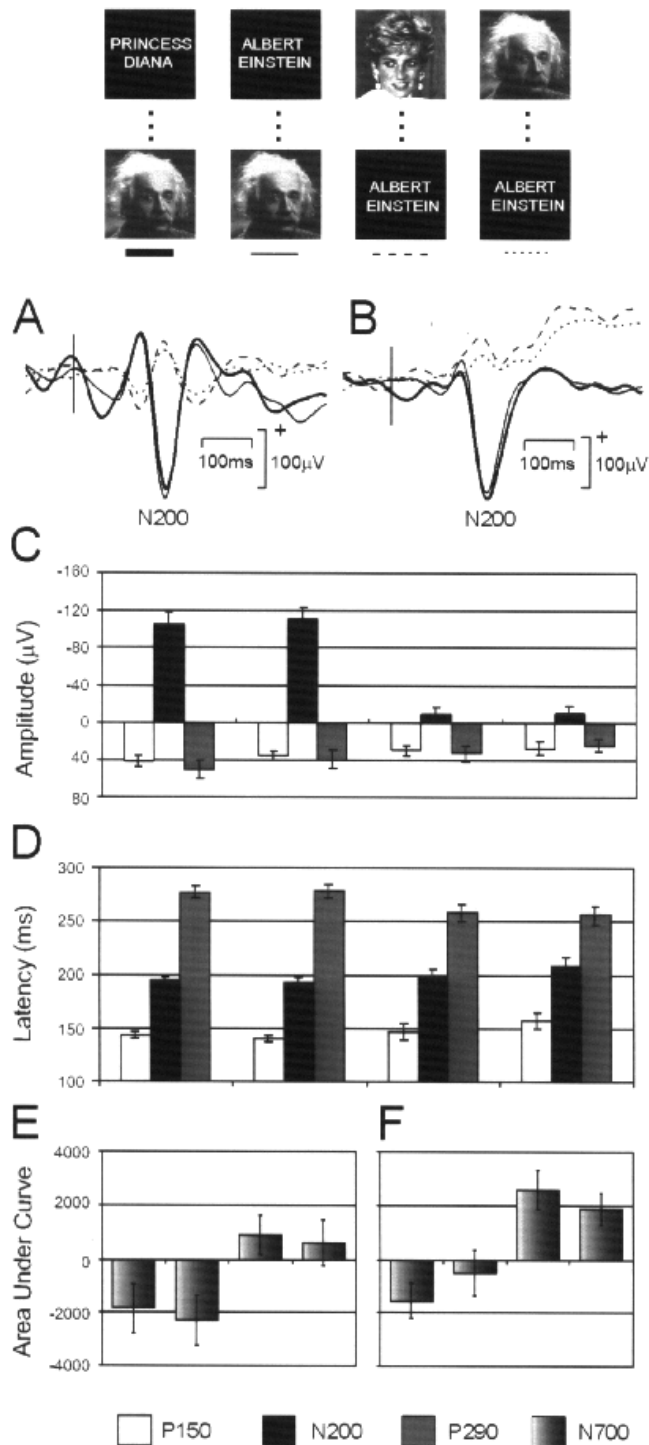 PRINCESS
DIANA
ALBERT
EINSTEIN
ALBERT
EINSTEIN
ALBERT
EINSTEIN
A
B
+
100ms
100µV
+
100ms
100µV
N200
N200
C
-160
-120
-80
-40
0
40
80
Amplitude (µV)
D
300
250
200
150
100
Latency (ms)
E
F
4000
2000
0
-2000
-4000
Area Under Curve
P150
N200
P290
N700